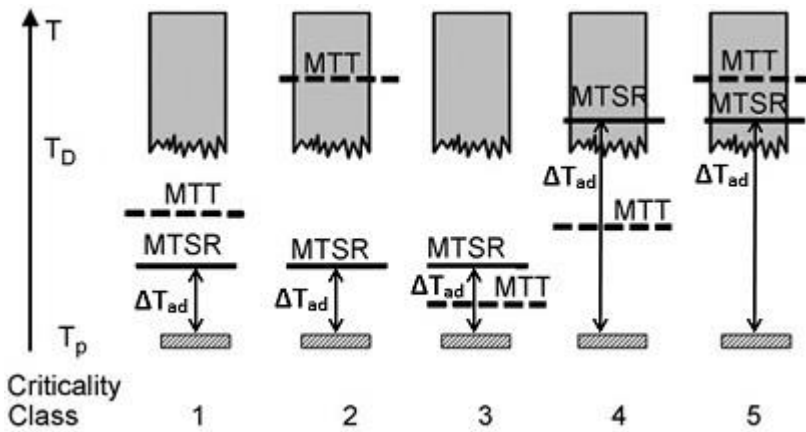 T
MTT
MTT
MTSR
MTSR
T_D
ΔT_ad
ΔT_ad
MTT
MTT
MTSR
MTSR
MTSR
ΔT_ad
ΔT_ad
ΔT_ad
MTT
T_p
Criticality
Class 1 2 3 4 5